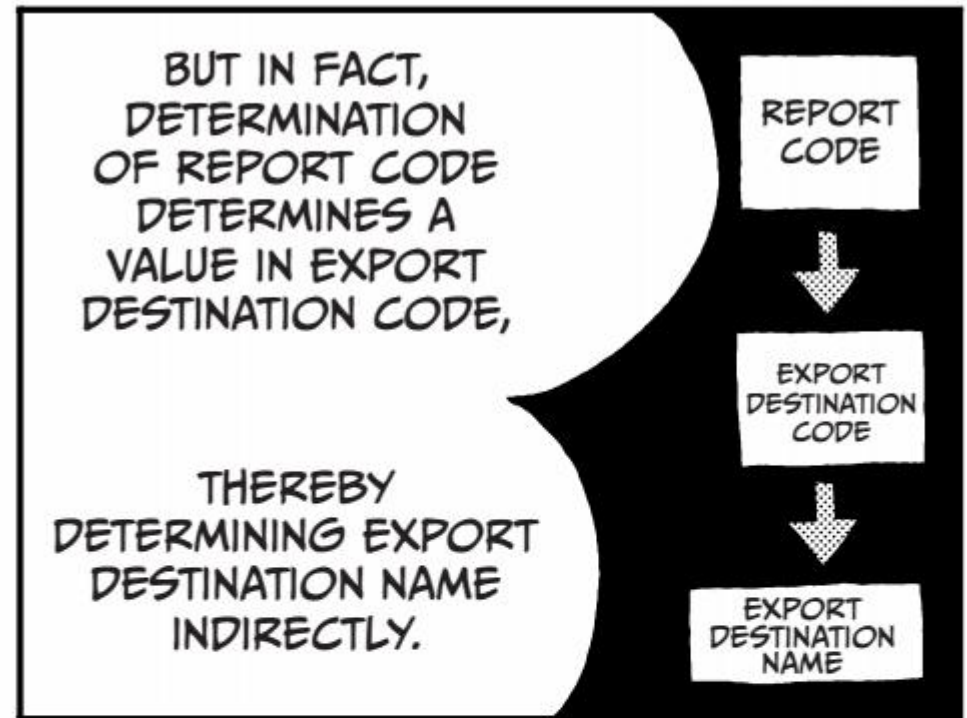 BUT IN FACT,
DETERMINATION
OF REPORT CODE
DETERMINES A
VALUE IN EXPORT
DESTINATION CODE,
THEREBY
DETERMINING EXPORT
DESTINATION NAME
INDIRECTLY.
REPORT
CODE
EXPORT
DESTINATION
CODE
EXPORT
DESTINATION
NAME